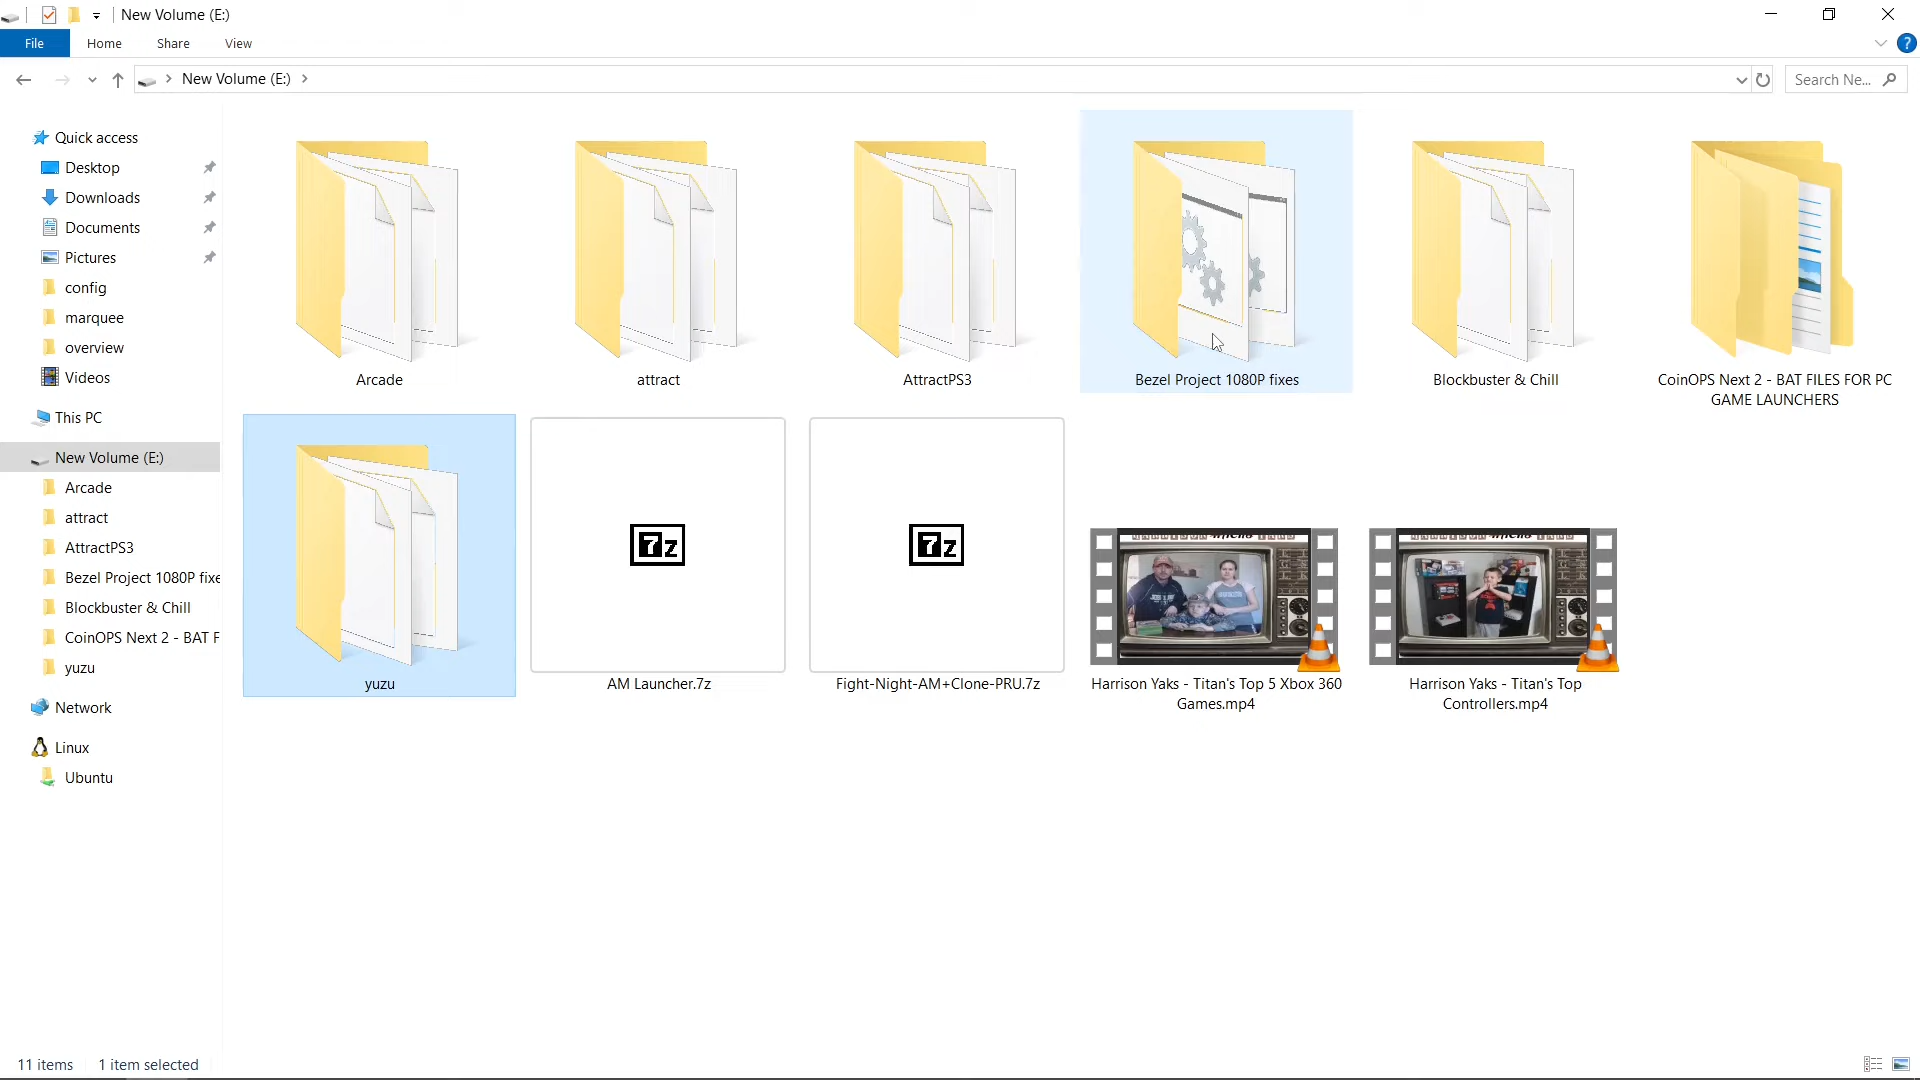 New Volume (E:)
File
Home
Share
View
?
New Volume (E:)
Search Ne...
Quick access
Desktop
Downloads
Documents
Pictures
config
marquee
overview
Videos
This PC
New Volume (E:)
Arcade
attract
AttractPS3
Bezel Project 1080P fixe
Blockbuster & Chill
CoinOPS Next 2 - BAT F
yuzu
Network
Linux
Ubuntu
Arcade
attract
AttractPS3
Bezel Project 1080P fixes
Blockbuster & Chill
CoinOPS Next 2 - BAT FILES FOR PC
GAME LAUNCHERS
yuzu
7z
AM Launcher.7z
7z
Fight-Night-AM+Clone-PRU.7z
Harrison Yaks - Titan's Top 5 Xbox 360
Games.mp4
Harrison Yaks - Titan's Top
Controllers.mp4
11 items
1 item selected